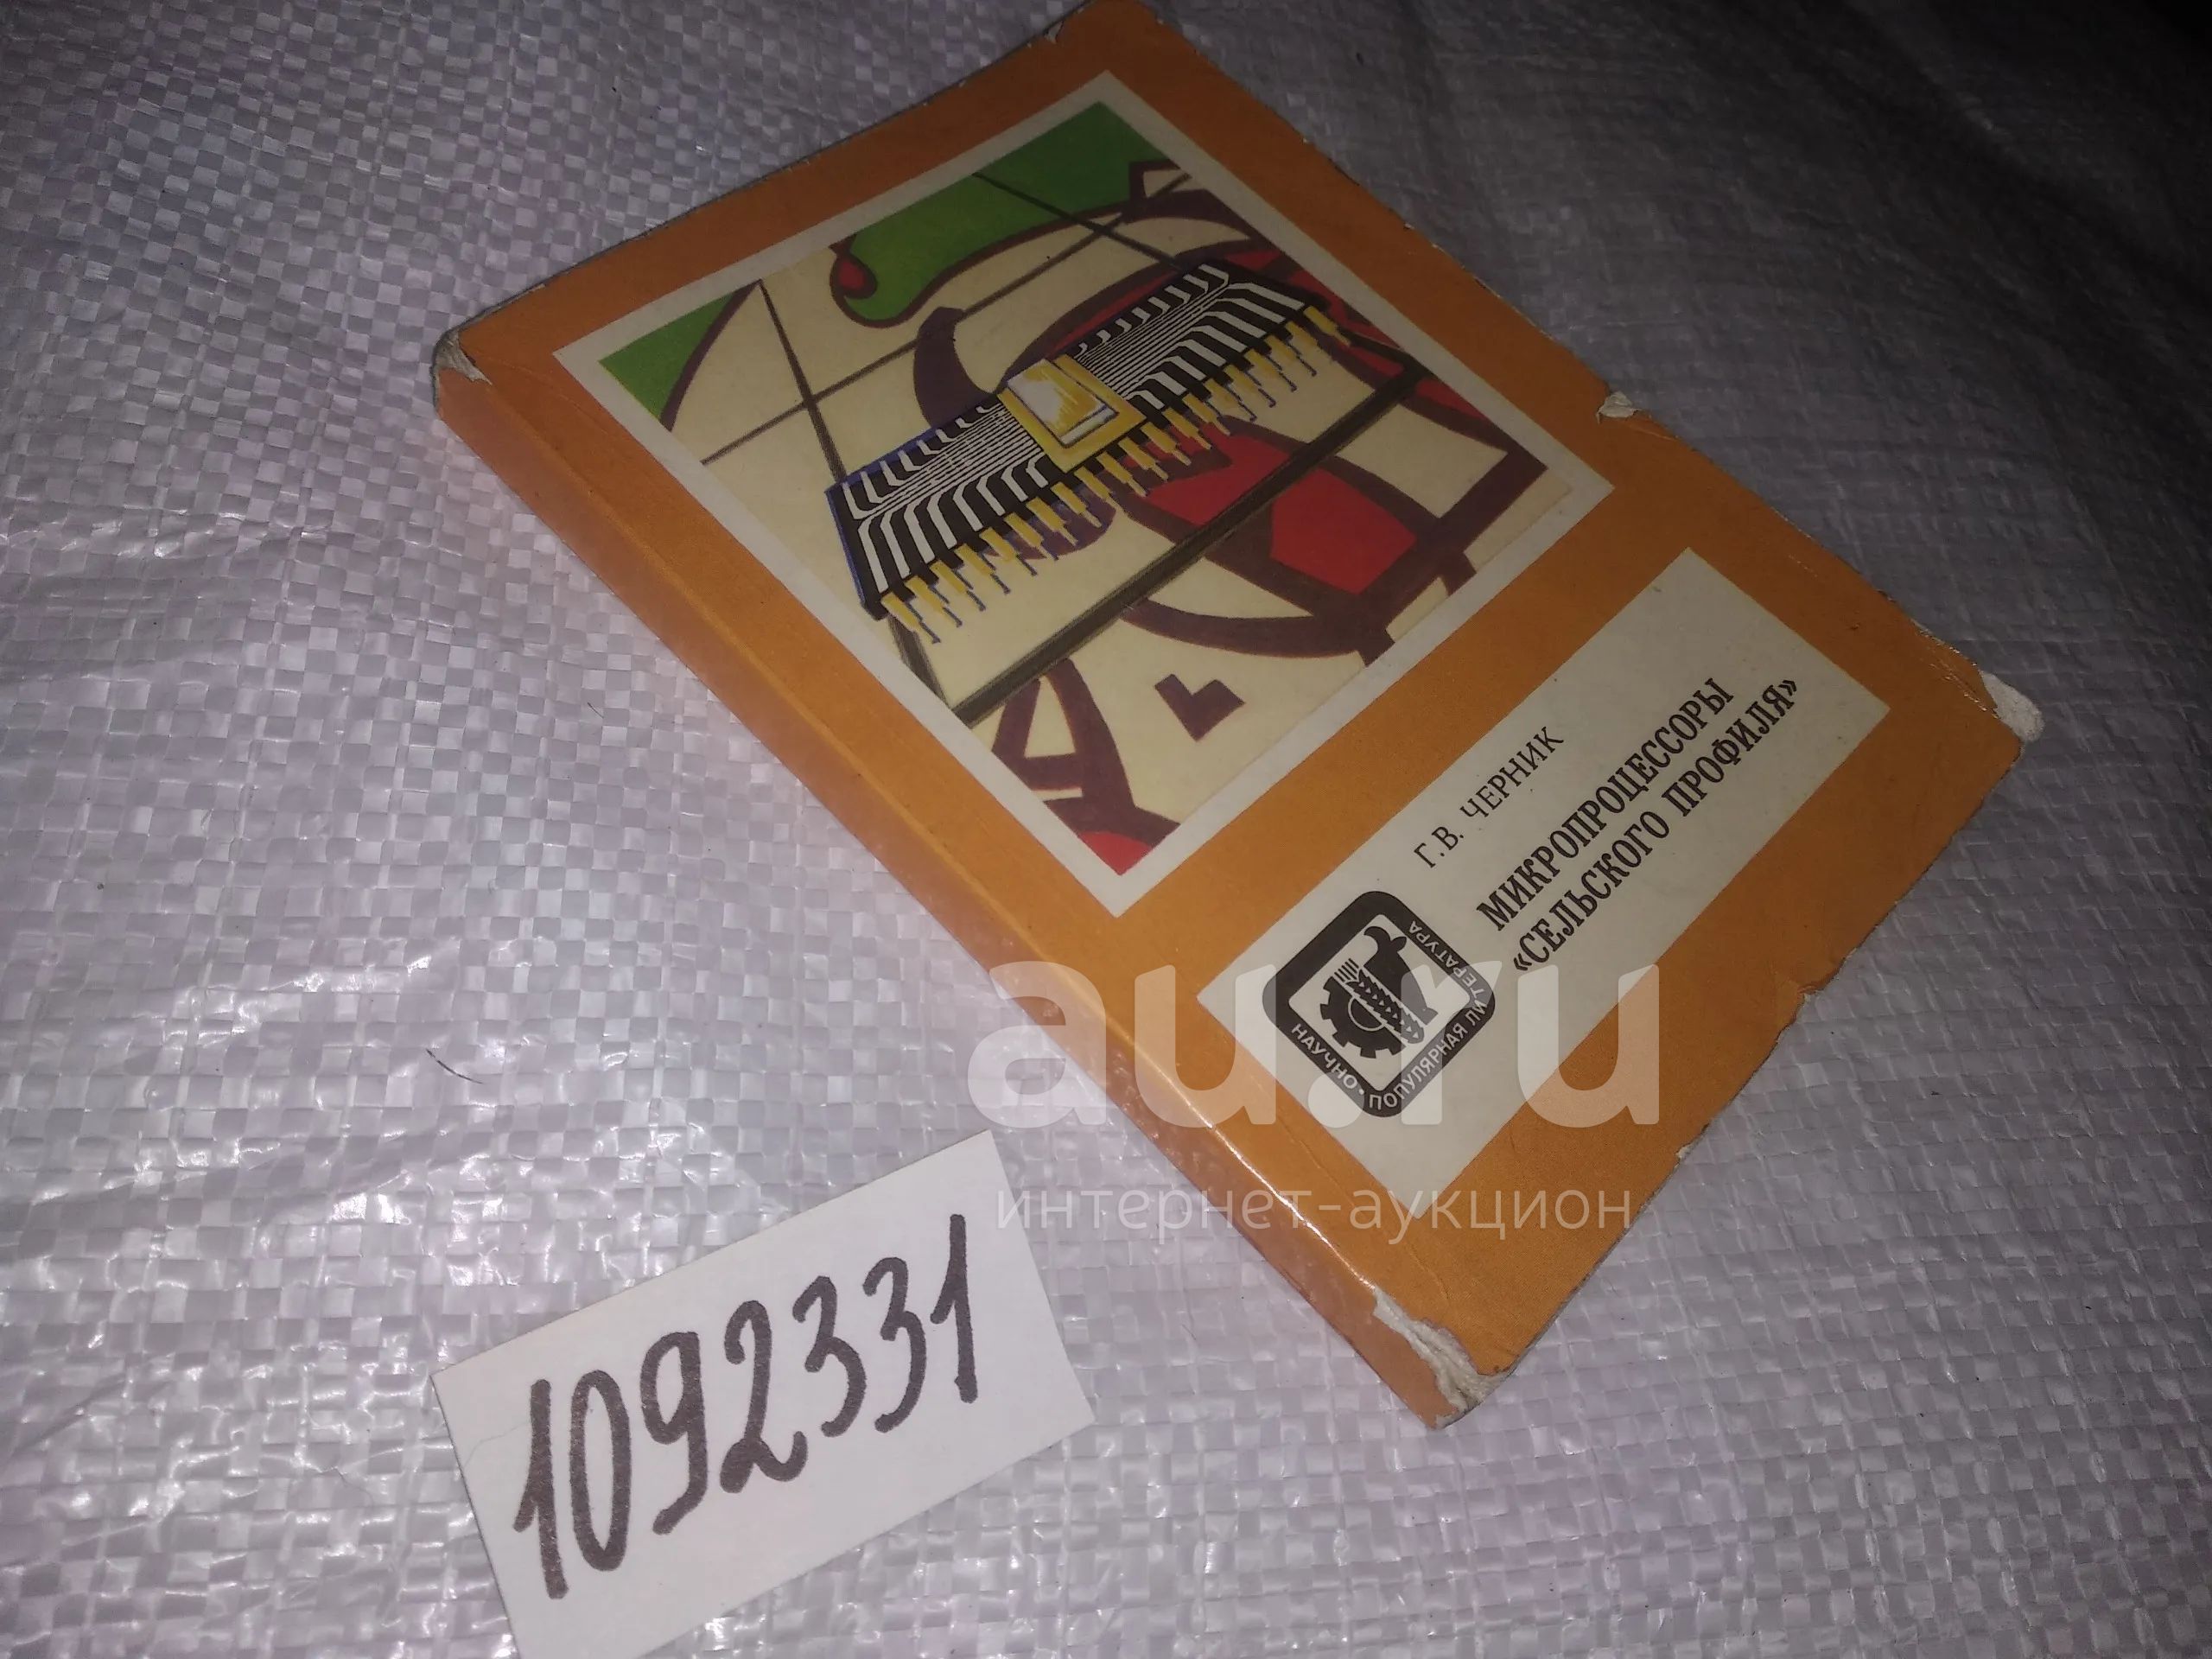 Г.В. ЧЕРНИК
МИКРОПРОЦЕССОРЫ
«СЕЛЬСКОГО ПРОФИЛЯ»
НАУЧНО • ПОПУЛЯРНАЯ ЛИТЕРАТУРА
au.ru
интернет-аукцион
1092331